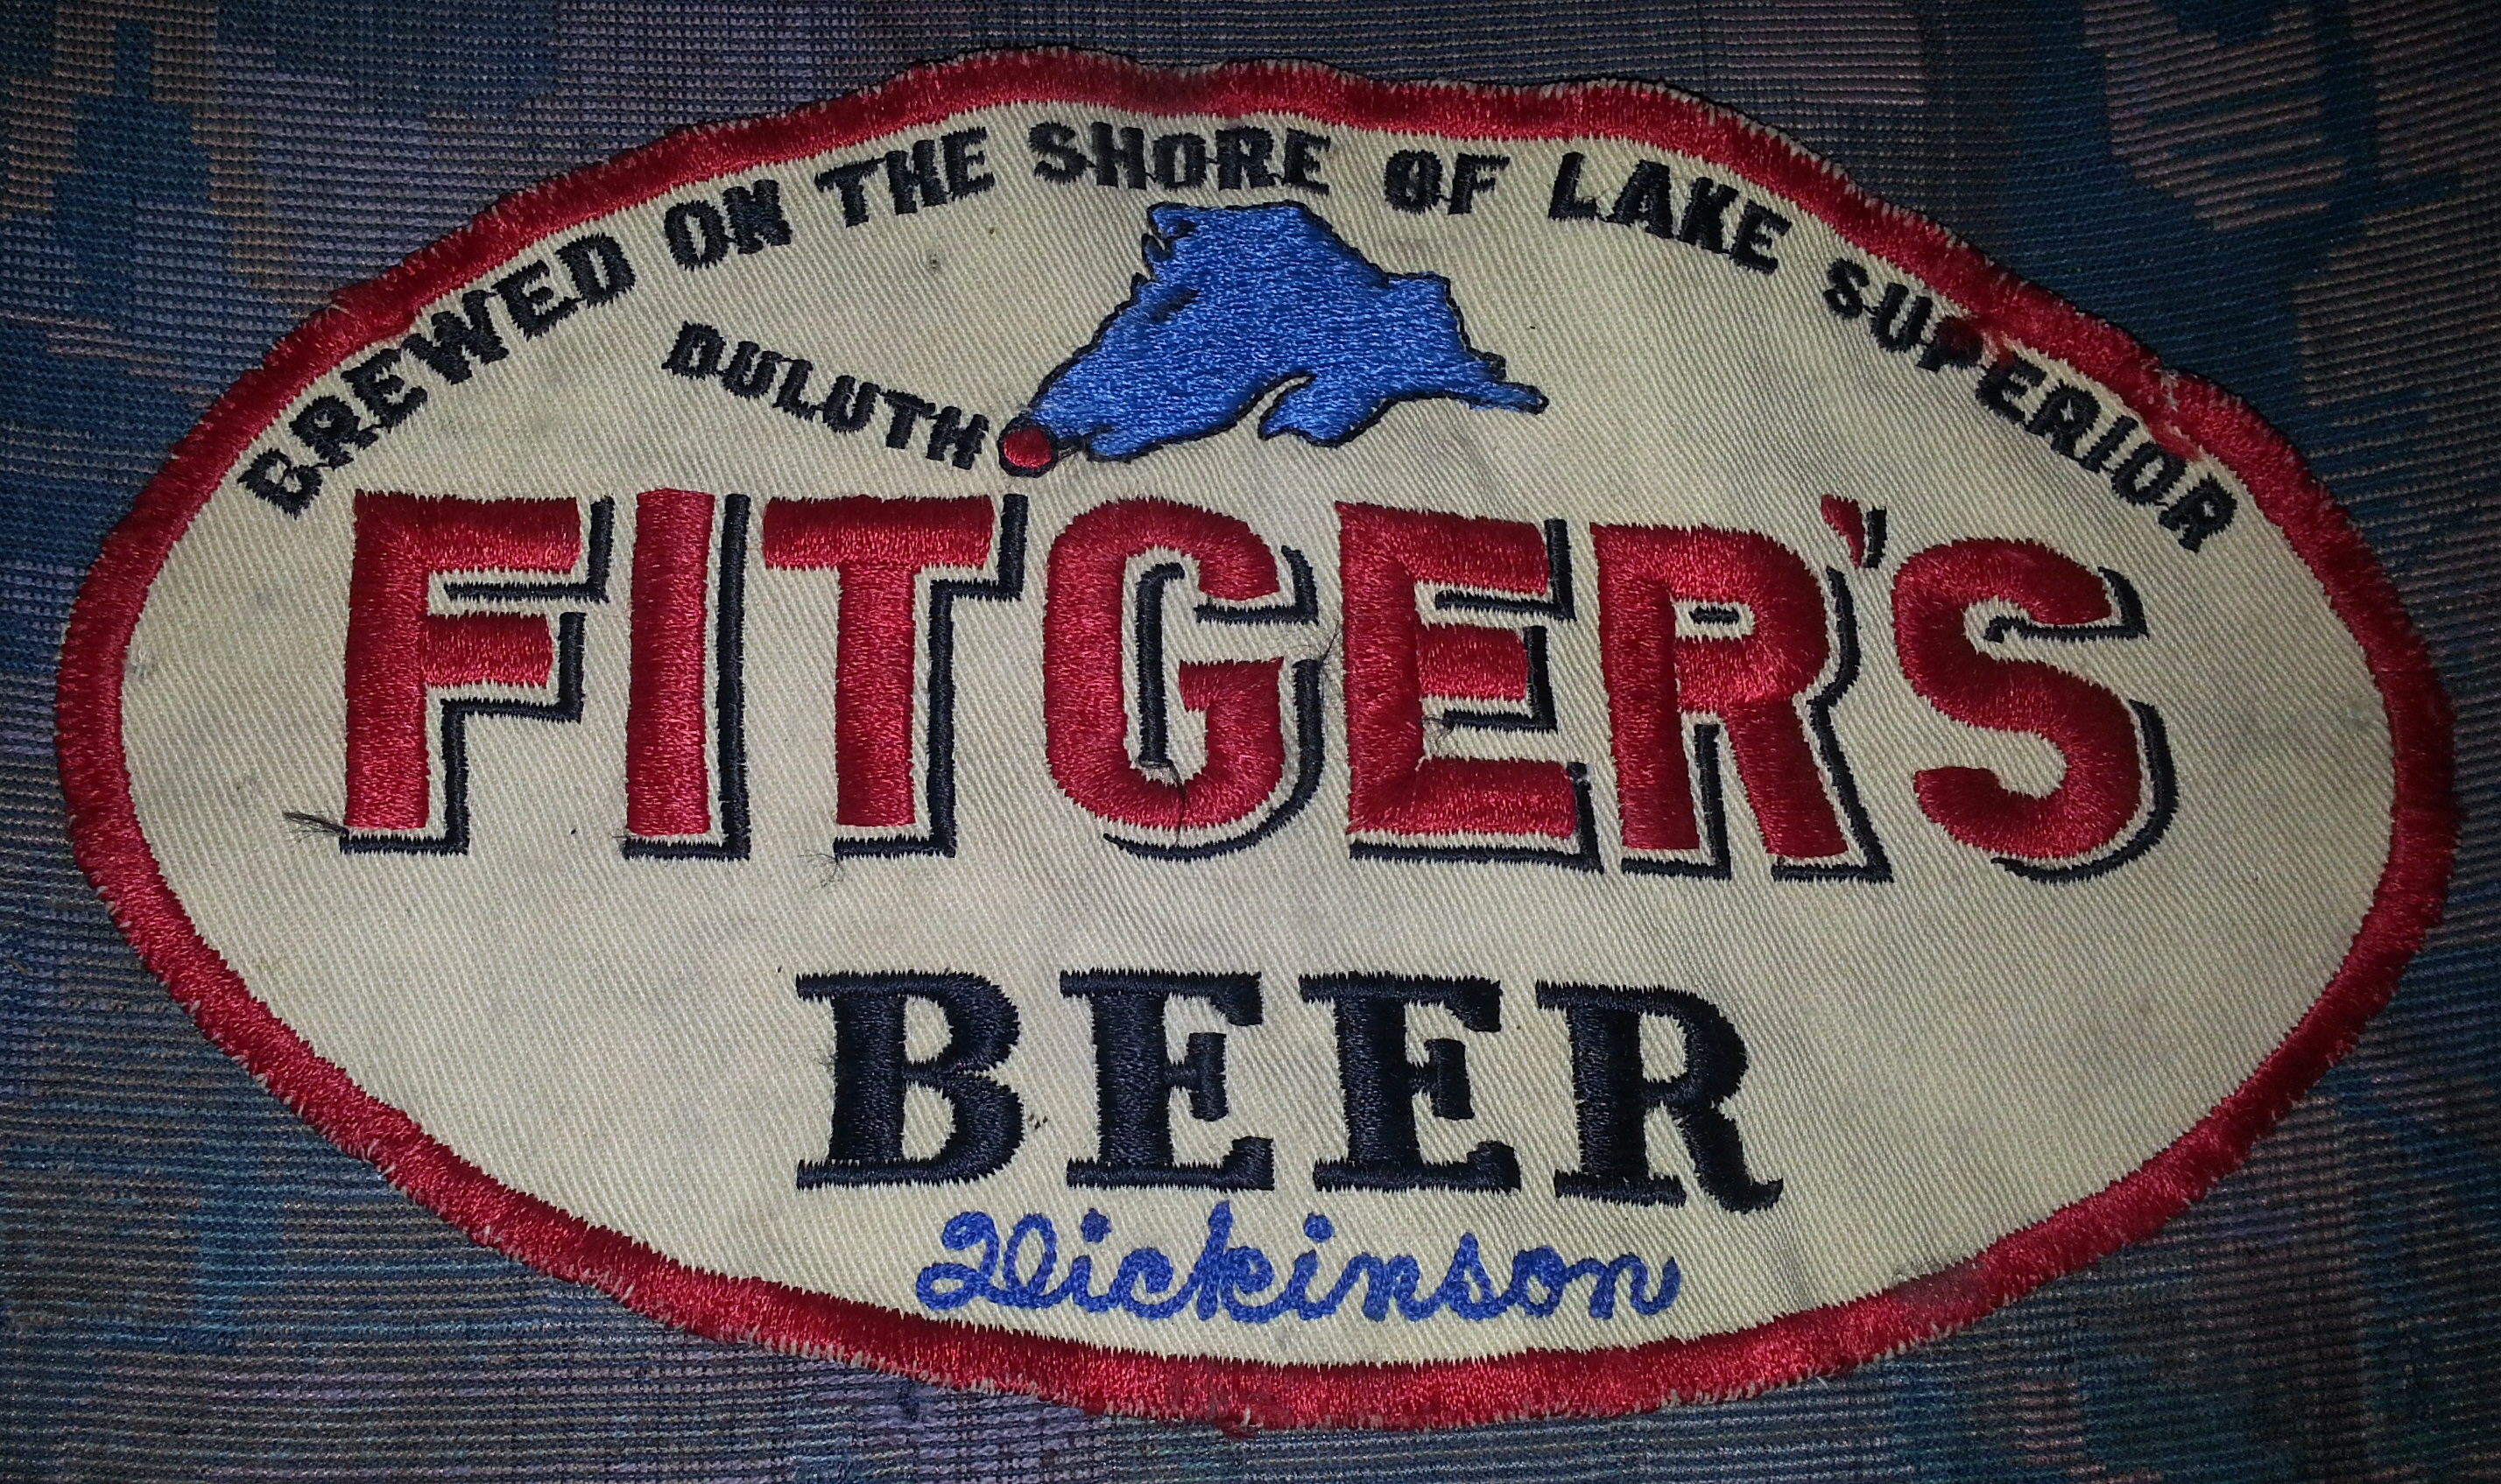 BREWED ON THE SHORE OF LAKE SUPERIOR
DULUTH
FITGER'S
BEER
Dickinson